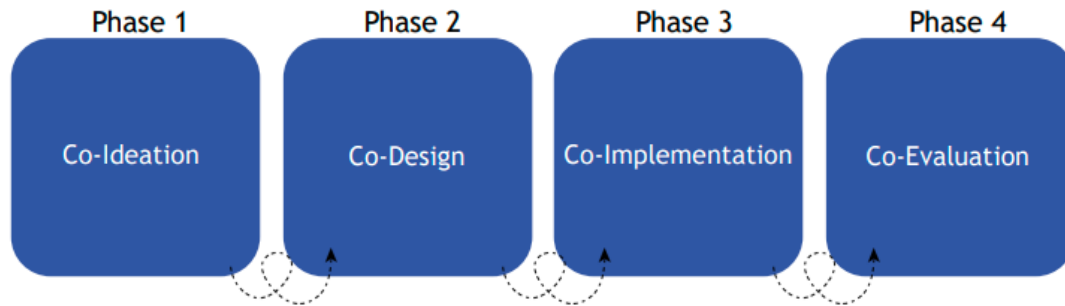 Phase 1
Phase 2
Phase 3
Phase 4
Co-Ideation
Co-Design
Co-Implementation
Co-Evaluation